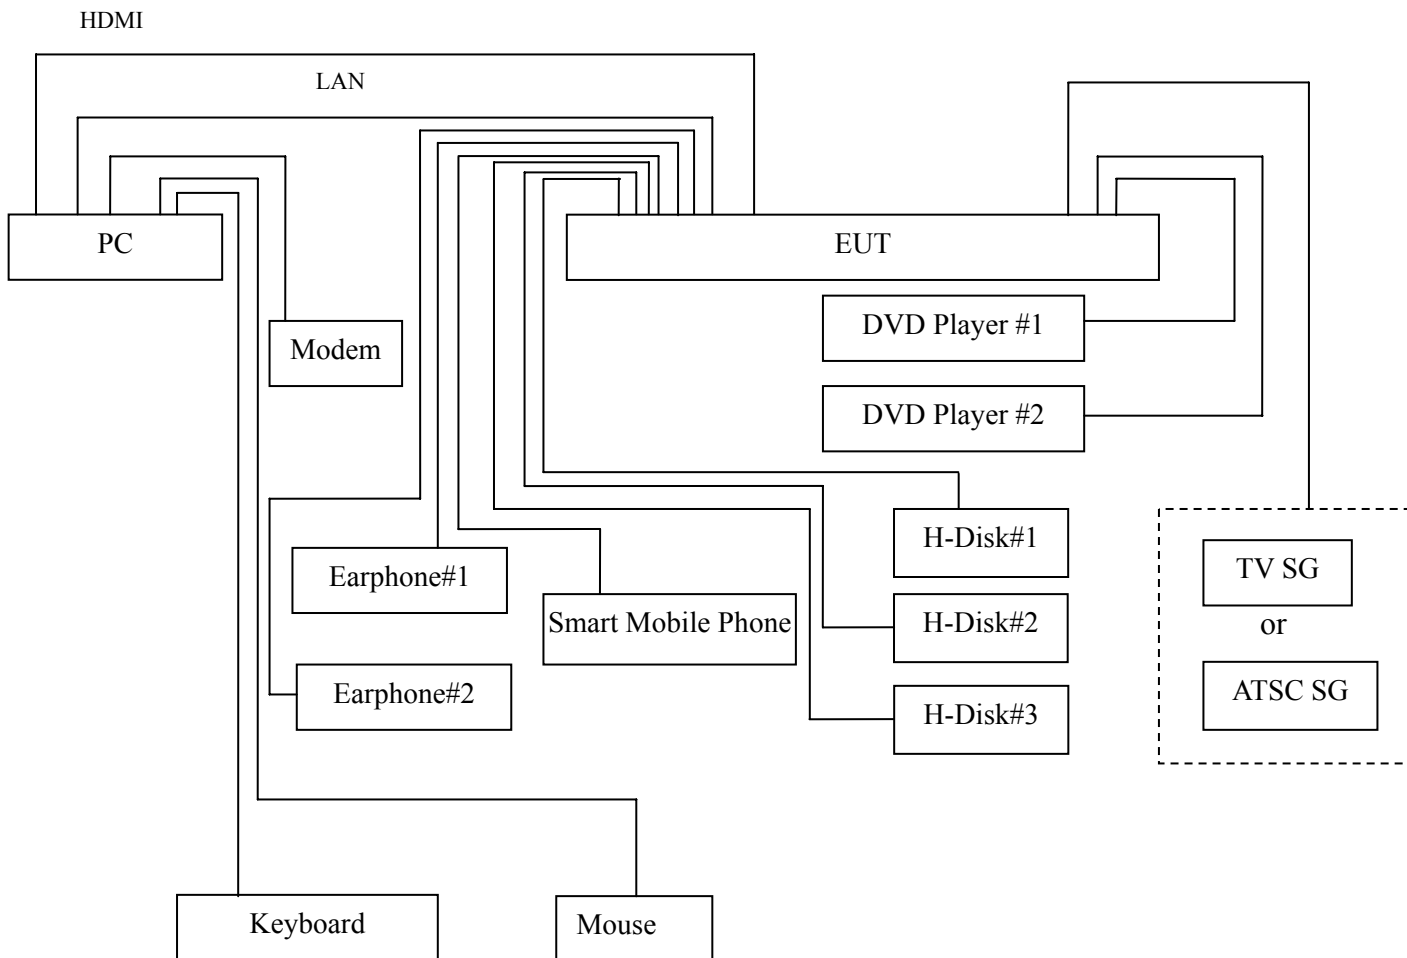 HDMI
LAN
PC
EUT
DVD Player #1
Modem
DVD Player #2
H-Disk#1
TV SG
Earphone#1
Smart Mobile Phone
H-Disk#2
or
Earphone#2
H-Disk#3
ATSC SG
Keyboard
Mouse